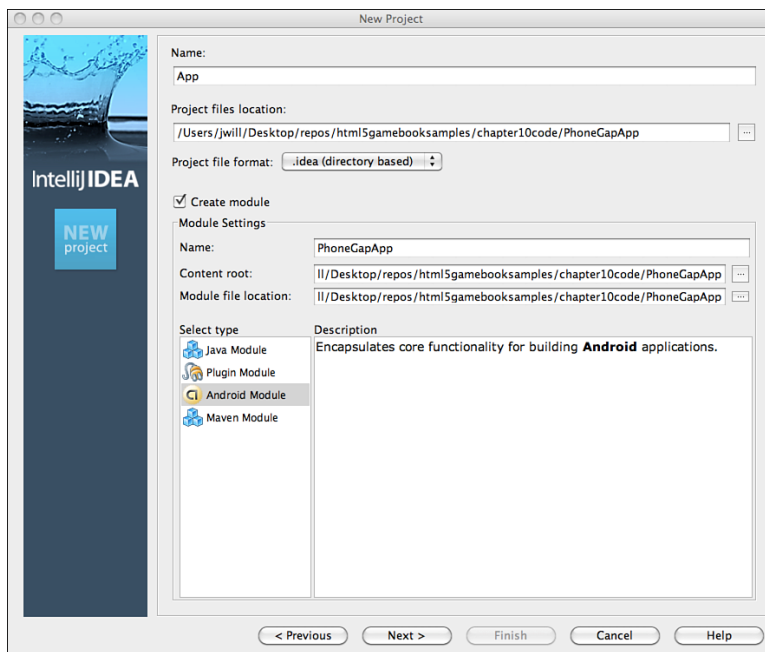 New Project
IntelliJIDEA
NEW
project
Name:
App
Project files location:
/Users/jwill/Desktop/repos/html5gamebooksamples/chapter10code/PhoneGapApp
...
Project file format: .idea (directory based)
Create module
Module Settings
Name: PhoneGapApp
Content root: ll/Desktop/repos/html5gamebooksamples/chapter10code/PhoneGapApp ...
Module file location: ll/Desktop/repos/html5gamebooksamples/chapter10code/PhoneGapApp ...
Select type
Java Module
Plugin Module
Android Module
Maven Module
Description
Encapsulates core functionality for building Android applications.
< Previous Next > Finish Cancel Help